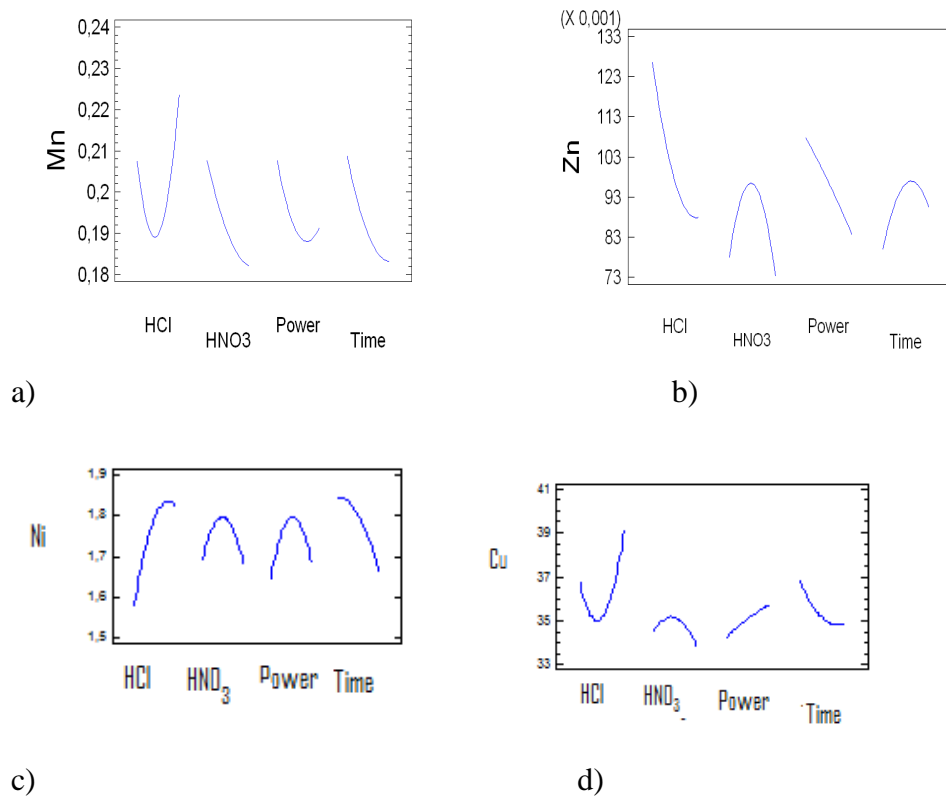 Mn
0,24
0,23
0,22
0,21
0,2
0,19
0,18
HCl
HNO3
Power
Time
a)
(X 0,001)
Zn
133
123
113
103
93
83
73
HCl
HNO3
Power
Time
b)
Ni
1,9
1,8
1,7
1,6
1,5
HCl
HNO3
Power
Time
c)
Cu
41
39
37
35
33
HCl
HNO3
Power
Time
d)